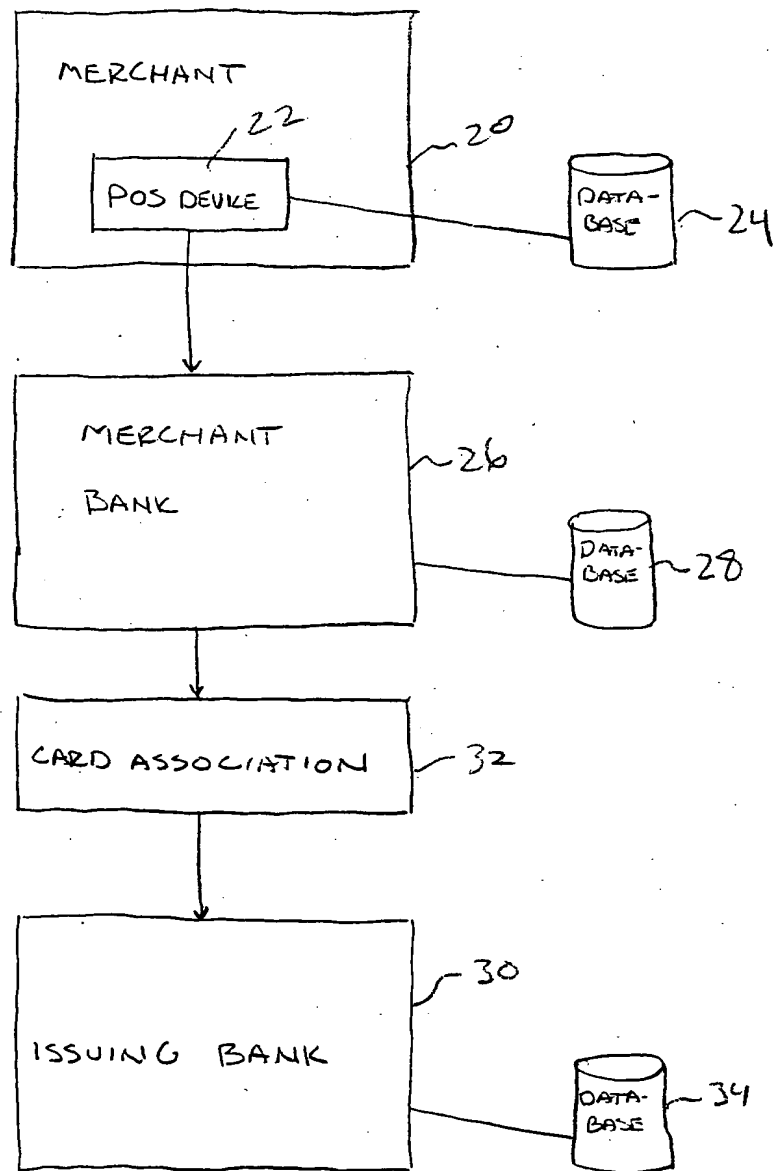 MERCHANT
22
20
POS DEVICE
DATA-
BASE
24
MERCHANT
BANK
26
DATA-
BASE
28
CARD ASSOCIATION
32
30
ISSUING BANK
DATA-
BASE
34